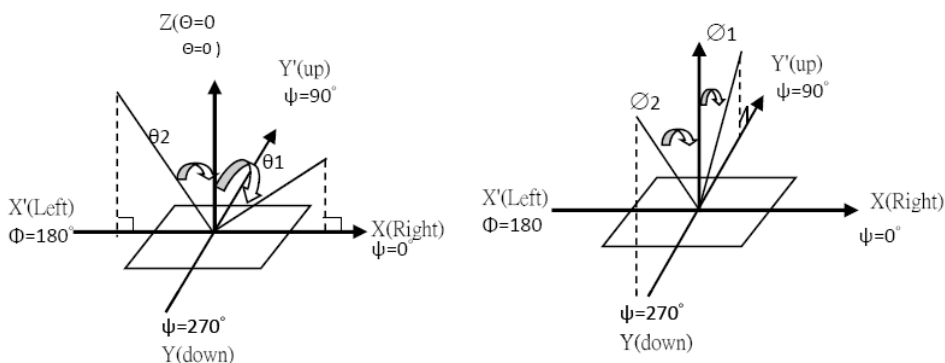 Z(Θ=0
Θ=0 )
Y'(up)
ψ=90°
θ2
θ1
X'(Left)
Φ=180°
X(Right)
ψ=0°
ψ=270°
Y(down)
∅1
Y'(up)
ψ=90°
∅2
X'(Left)
Φ=180
X(Right)
ψ=0°
ψ=270°
Y(down)